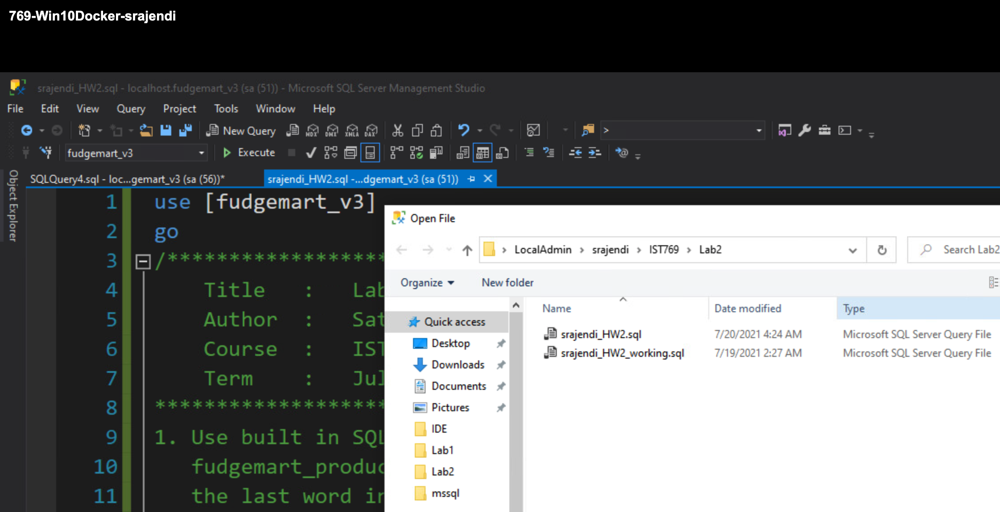 769-Win10Docker-srajendi
srajendi_HW2.sql - localhost.fudgemart_v3 (sa (51)) - Microsoft SQL Server Management Studio
File Edit View Query Project Tools Window Help
New Query MDX DMX XMLA DAX >
fudgemart_v3 Execute
Object Explorer
SQLQuery4.sql - loc...gemart_v3 (sa (56))*
srajendi_HW2.sql -...dgemart_v3 (sa (51))
1 use [fudgemart_v3]
2 go
3 /*******************
4 Title : Lab
5 Author : Sat
6 Course : IST
7 Term : Jul
8 *******************
9 1. Use built in SQL
10 fudgemart_produc
11 the last word in
Open File
LocalAdmin > srajendi > IST769 > Lab2
Search Lab2
Organize New folder
Name Date modified Type
Quick access
Desktop
Downloads
Documents
Pictures
IDE
Lab1
Lab2
mssql
srajendi_HW2.sql 7/20/2021 4:24 AM Microsoft SQL Server Query File
srajendi_HW2_working.sql 7/19/2021 2:27 AM Microsoft SQL Server Query File